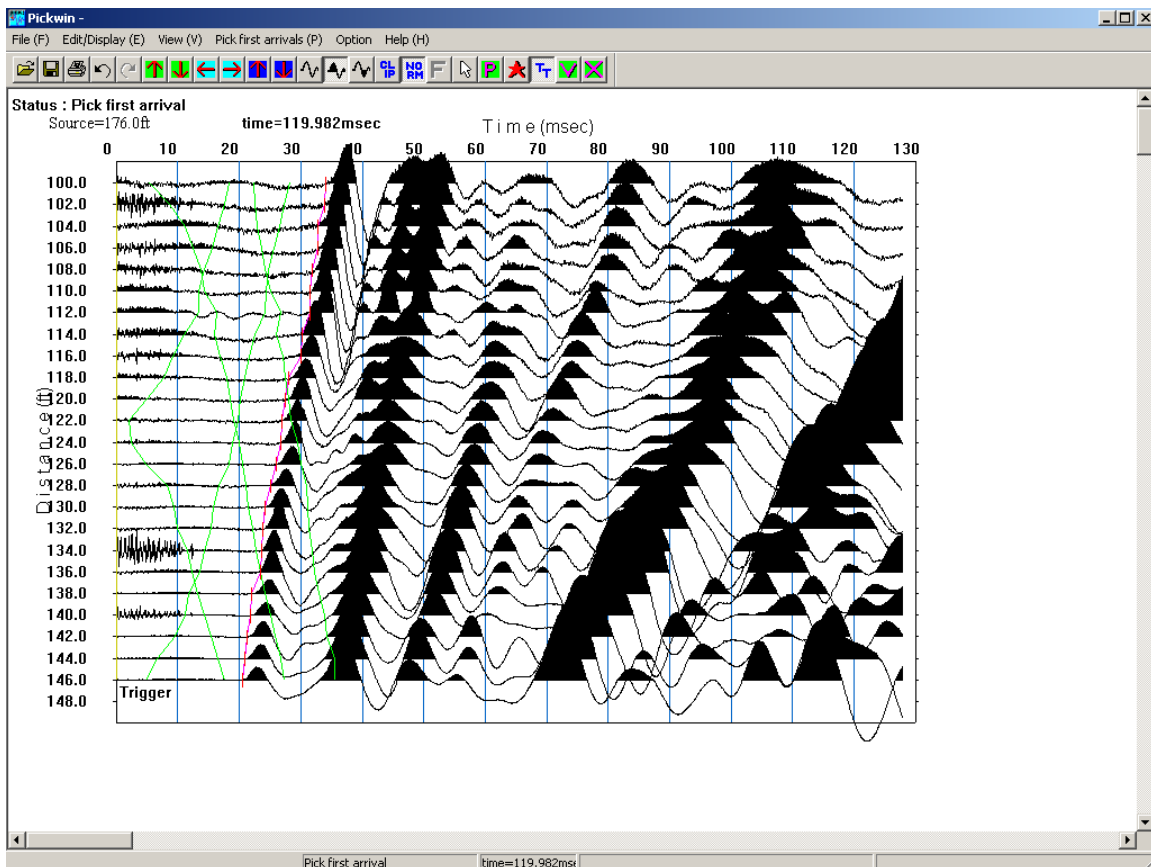 Pickwin -
File (F) Edit/Display (E) View (V) Pick first arrivals (P) Option Help (H)
CL IP NO RM F P T T
Status : Pick first arrival
Source=176.0ft time=119.982msec Time (msec)
0 10 20 30 40 50 60 70 80 90 100 110 120 130
Distance (ft)
100.0
102.0
104.0
106.0
108.0
110.0
112.0
114.0
116.0
118.0
120.0
122.0
124.0
126.0
128.0
130.0
132.0
134.0
136.0
138.0
140.0
142.0
144.0
146.0
Trigger
148.0
Pick first arrival time=119.982mse